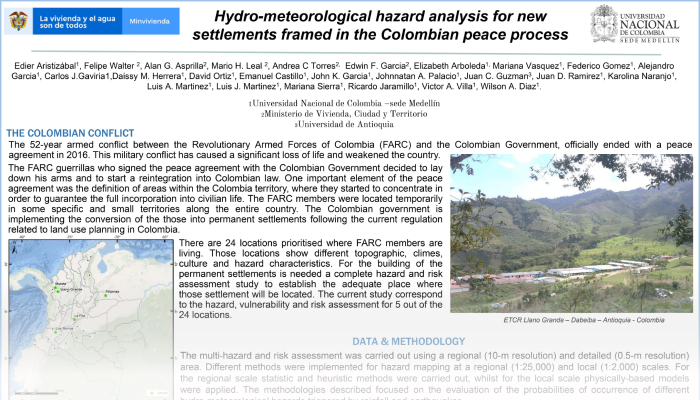 La vivienda y el agua
son de todos
Minvivienda
Hydro-meteorological hazard analysis for new
settlements framed in the Colombian peace process
UNIVERSIDAD
NACIONAL
DE COLOMBIA
SEDE MEDELLÍN
Edier Aristizábal1, Felipe Walter 2, Alan G. Asprilla2, Mario H. Leal 2, Andrea C Torres2, Edwin F. Garcia2, Elizabeth Arboleda1, Mariana Vasquez1, Federico Gomez1, Alejandro
Garcia1, Carlos J.Gaviria1,Daissy M. Herrera1, David Ortiz1, Emanuel Castillo1, John K. Garcia1, Johnnatan A. Palacio1, Juan C. Guzman3, Juan D. Ramirez1, Karolina Naranjo1,
Luis A. Martinez1, Luis J. Martinez1, Mariana Sierra1, Ricardo Jaramillo1, Victor A. Villa1, Wilson A. Diaz1.
1Universidad Nacional de Colombia –sede Medellín
2Ministerio de Vivienda, Ciudad y Territorio
3Universidad de Antioquia
THE COLOMBIAN CONFLICT
The 52-year armed conflict between the Revolutionary Armed Forces of Colombia (FARC) and the Colombian Government, officially ended with a peace
agreement in 2016. This military conflict has caused a significant loss of life and weakened the country.
The FARC guerrillas who signed the peace agreement with the Colombian Government decided to lay
down his arms and to start a reintegration into Colombian law. One important element of the peace
agreement was the definition of areas within the Colombia territory, where they started to concentrate in
order to guarantee the full incorporation into civilian life. The FARC members were located temporarily
in some specific and small territories along the entire country. The Colombian government is
implementing the conversion of the those into permanent settlements following the current regulation
related to land use planning in Colombia.
There are 24 locations prioritised where FARC members are
living. Those locations show different topographic, climes,
culture and hazard characteristics. For the building of the
permanent settlements is needed a complete hazard and risk
assessment study to establish the adequate place where
those settlement will be located. The current study correspond
to the hazard, vulnerability and risk assessment for 5 out of the
24 locations.
ETCR Llano Grande – Dabeiba – Antioquia - Colombia
DATA & METHODOLOGY
The multi-hazard and risk assessment was carried out using a regional (10-m resolution) and detailed (0.5-m resolution)
area. Different methods were implemented for hazard mapping at a regional (1:25,000) and local (1:2,000) scales. For
the regional scale statistic and heuristic methods were carried out, whilst for the local scale physically-based models
were applied. The methodologies described focused on the evaluation of the probabilities of occurrence of different